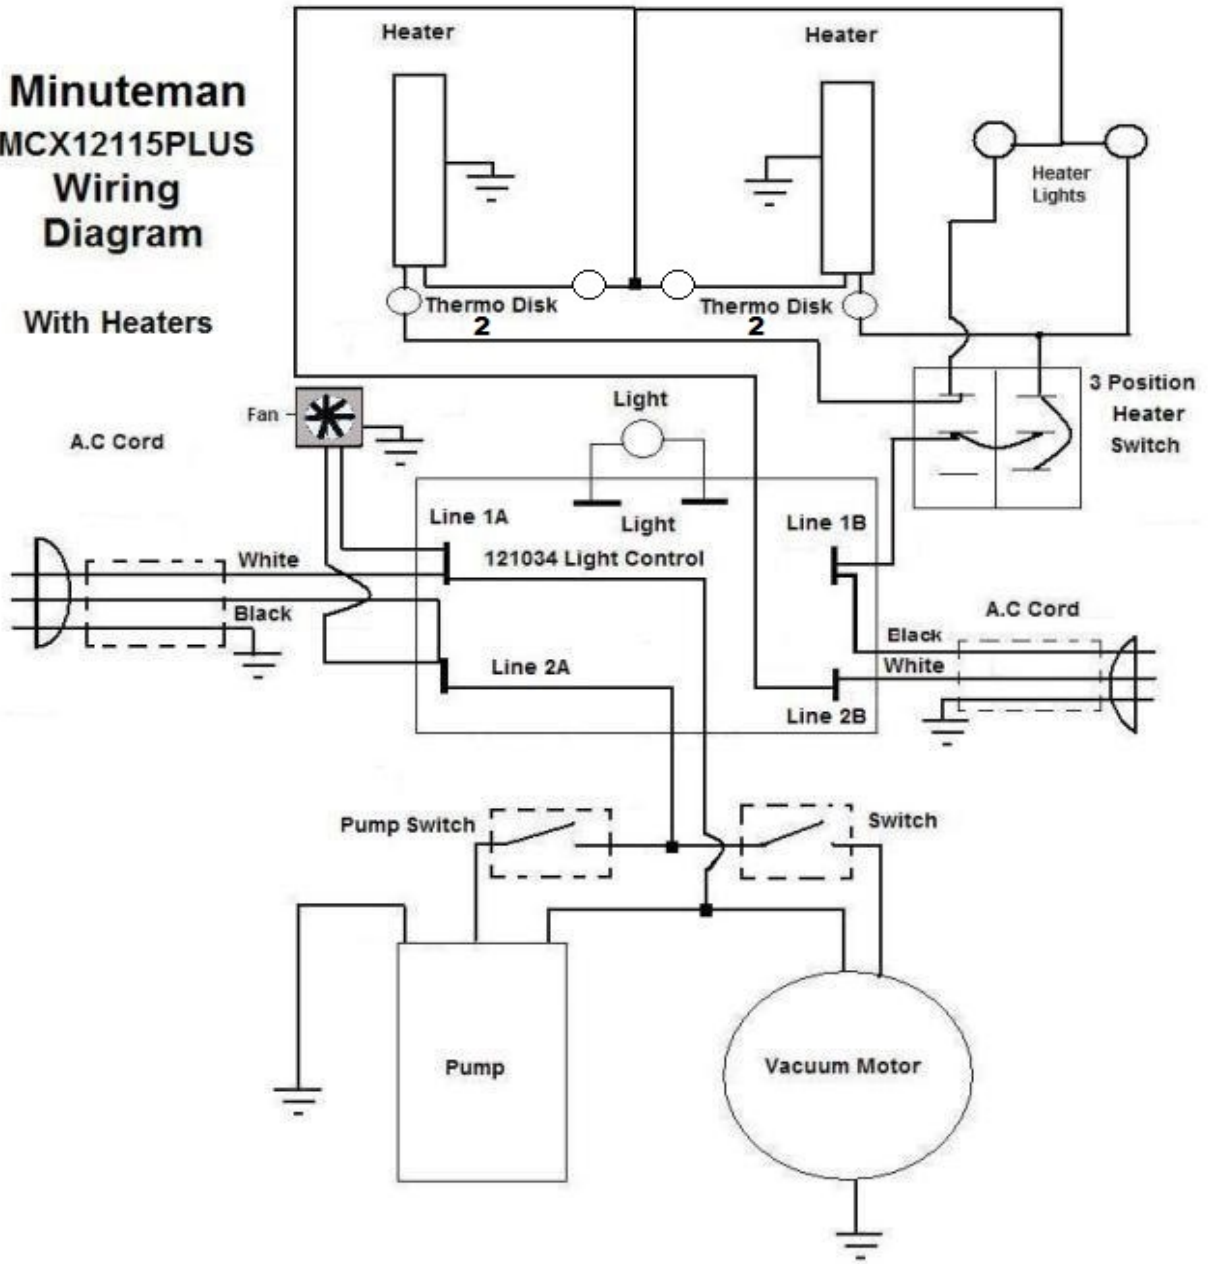 Heater
Heater
Minuteman
MCX12115PLUS
Wiring
Diagram
With Heaters
Heater
Lights
Thermo Disk
2
Thermo Disk
2
3 Position
Heater
Switch
Fan
A.C Cord
Light
Light
Line 1A
Line 1B
121034 Light Control
White
Black
A.C Cord
Black
White
Line 2A
Line 2B
Pump Switch
Switch
Pump
Vacuum Motor